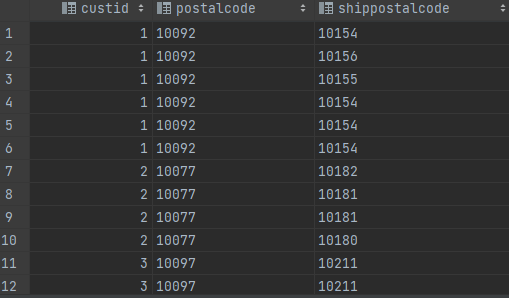 custid postalcode shippostalcode
1 1 10092 10154
2 1 10092 10156
3 1 10092 10155
4 1 10092 10154
5 1 10092 10154
6 1 10092 10154
7 2 10077 10182
8 2 10077 10181
9 2 10077 10181
10 2 10077 10180
11 3 10097 10211
12 3 10097 10211